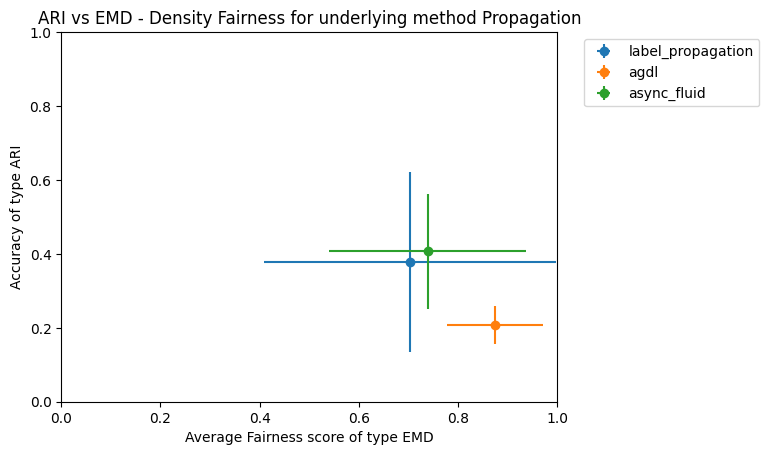 ARI vs EMD - Density Fairness for underlying method Propagation
label_propagation
agdl
async_fluid
Accuracy of type ARI
1.0
0.8
0.6
0.4
0.2
0.0
0.0 0.2 0.4 0.6 0.8 1.0
Average Fairness score of type EMD